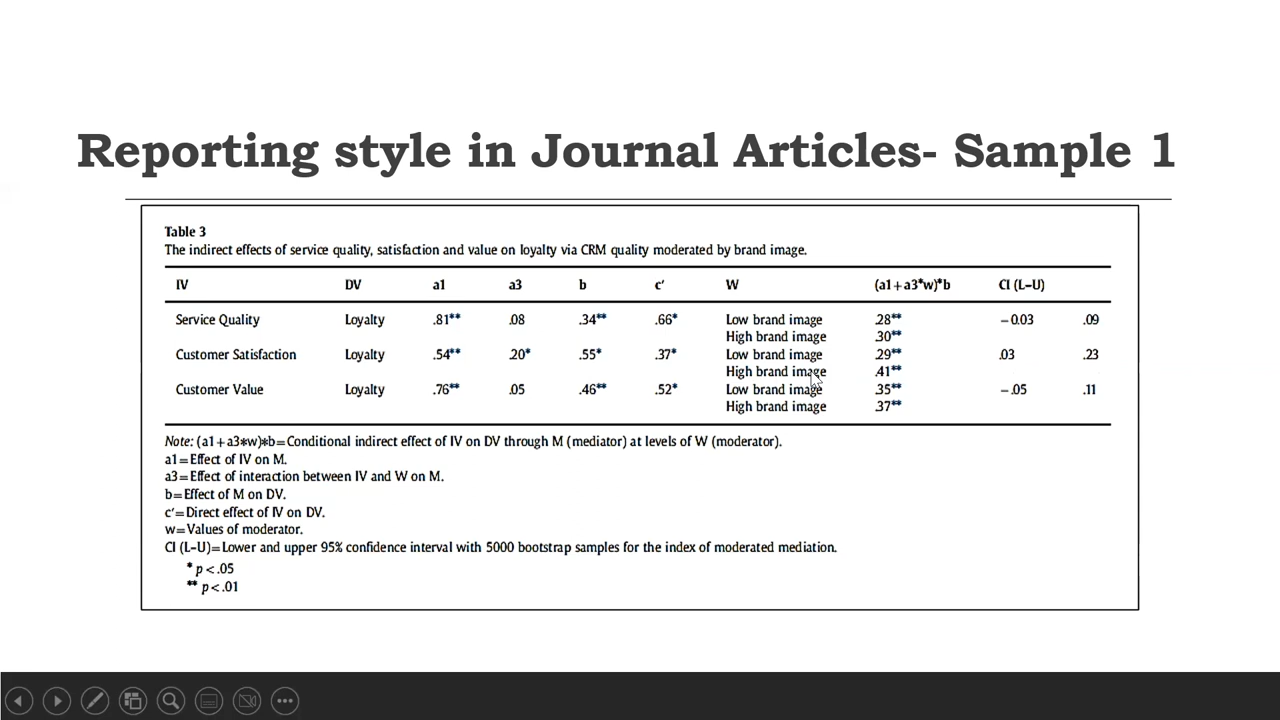 Reporting style in Journal Articles- Sample 1
Table 3
The indirect effects of service quality, satisfaction and value on loyalty via CRM quality moderated by brand image.
IV DV a1 a3 b c′ W (a1+a3*w)*b CI (L–U)
Service Quality Loyalty .81** .08 .34** .66* Low brand image .28** −0.03 .09
High brand image .30**
Customer Satisfaction Loyalty .54** .20* .55* .37* Low brand image .29** .03 .23
High brand image .41**
Customer Value Loyalty .76** .05 .46** .52* Low brand image .35** −.05 .11
High brand image .37**
Note: (a1+a3*w)*b=Conditional indirect effect of IV on DV through M (mediator) at levels of W (moderator).
a1=Effect of IV on M.
a3=Effect of interaction between IV and W on M.
b=Effect of M on DV.
c′=Direct effect of IV on DV.
w=Values of moderator.
CI (L–U)=Lower and upper 95% confidence interval with 5000 bootstrap samples for the index of moderated mediation.
* p<.05
** p<.01